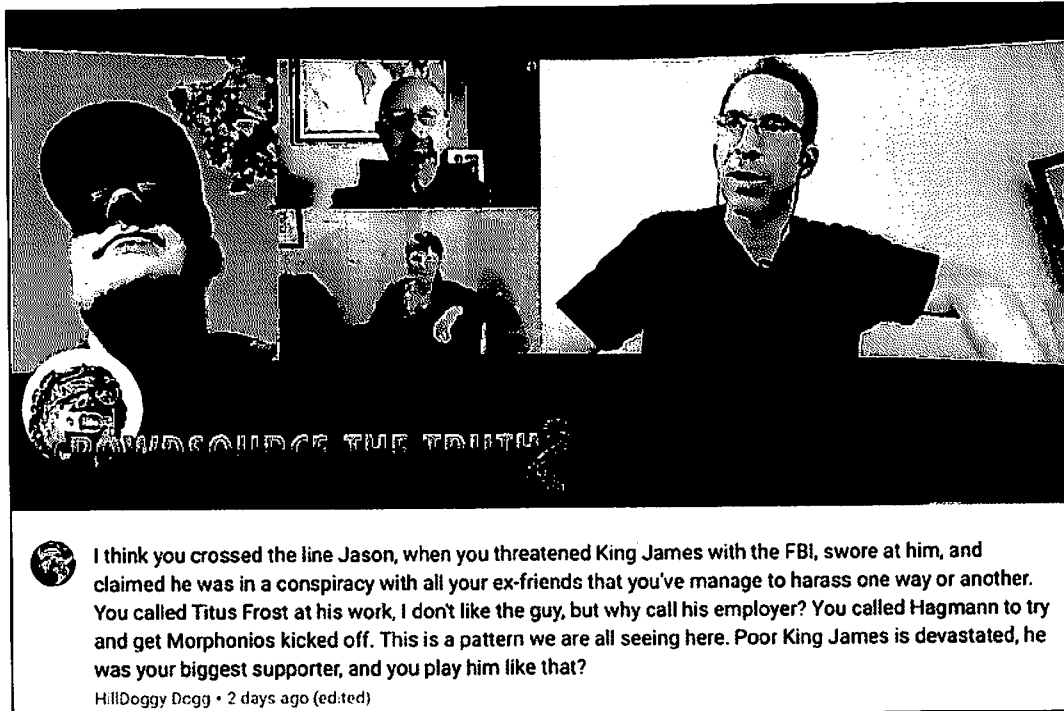 THE TRUTH
I think you crossed the line Jason, when you threatened King James with the FBI, swore at him, and
claimed he was in a conspiracy with all your ex-friends that you've manage to harass one way or another.
You called Titus Frost at his work, I don't like the guy, but why call his employer? You called Hagmann to try
and get Morphonios kicked off. This is a pattern we are all seeing here. Poor King James is devastated, he
was your biggest supporter, and you play him like that?
HillDoggy Dogg • 2 days ago (edited)